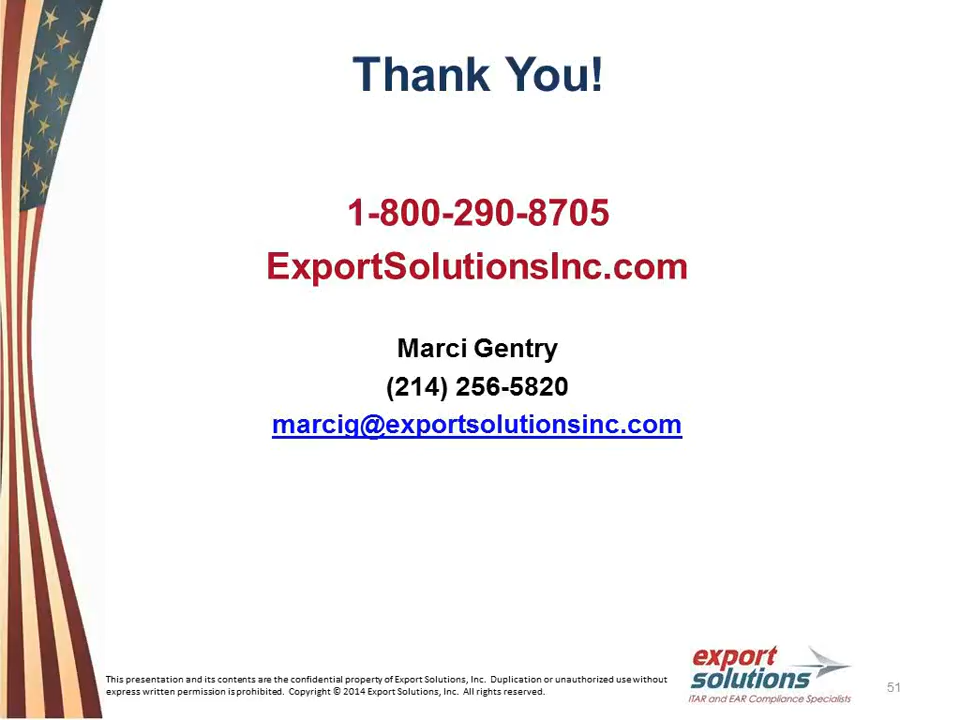 Thank You!
1-800-290-8705
ExportSolutionsInc.com
Marci Gentry
(214) 256-5820
marcig@exportsolutionsinc.com
This presentation and its contents are the confidential property of Export Solutions, Inc. Duplication or unauthorized use without
express written permission is prohibited. Copyright © 2014 Export Solutions, Inc. All rights reserved.
export
solutions
ITAR and EAR Compliance Specialists
51